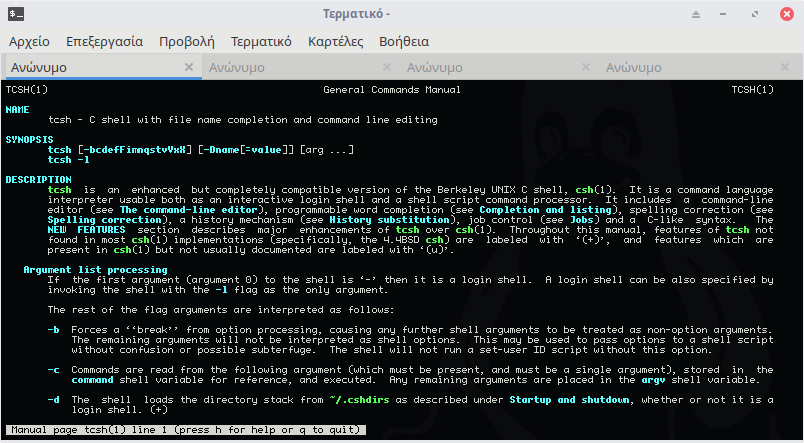 Τερματικό -
Αρχείο Επεξεργασία Προβολή Τερματικό Καρτέλες Βοήθεια
Ανώνυμο Ανώνυμο Ανώνυμο Ανώνυμο
TCSH(1) General Commands Manual TCSH(1)
NAME
tcsh - C shell with file name completion and command line editing
SYNOPSIS
tcsh [-bcdefFimnqstvVxX] [-Dname[=value]] [arg ...]
tcsh -l
DESCRIPTION
tcsh is an enhanced but completely compatible version of the Berkeley UNIX C shell, csh(1). It is a command language
interpreter usable both as an interactive login shell and a shell script command processor. It includes a command-line
editor (see The command-line editor), programmable word completion (see Completion and listing), spelling correction (see
Spelling correction), a history mechanism (see History substitution), job control (see Jobs) and a C-like syntax. The
NEW FEATURES section describes major enhancements of tcsh over csh(1). Throughout this manual, features of tcsh not
found in most csh(1) implementations (specifically, the 4.4BSD csh) are labeled with ‘(+)’, and features which are
present in csh(1) but not usually documented are labeled with ‘(u)’.
Argument list processing
If the first argument (argument 0) to the shell is ‘-’ then it is a login shell. A login shell can be also specified by
invoking the shell with the -l flag as the only argument.
The rest of the flag arguments are interpreted as follows:
-b Forces a ‘‘break’’ from option processing, causing any further shell arguments to be treated as non-option arguments.
The remaining arguments will not be interpreted as shell options. This may be used to pass options to a shell script
without confusion or possible subterfuge. The shell will not run a set-user ID script without this option.
-c Commands are read from the following argument (which must be present, and must be a single argument), stored in the
command shell variable for reference, and executed. Any remaining arguments are placed in the argv shell variable.
-d The shell loads the directory stack from ~/.cshdirs as described under Startup and shutdown, whether or not it is a
login shell. (+)
Manual page tcsh(1) line 1 (press h for help or q to quit)